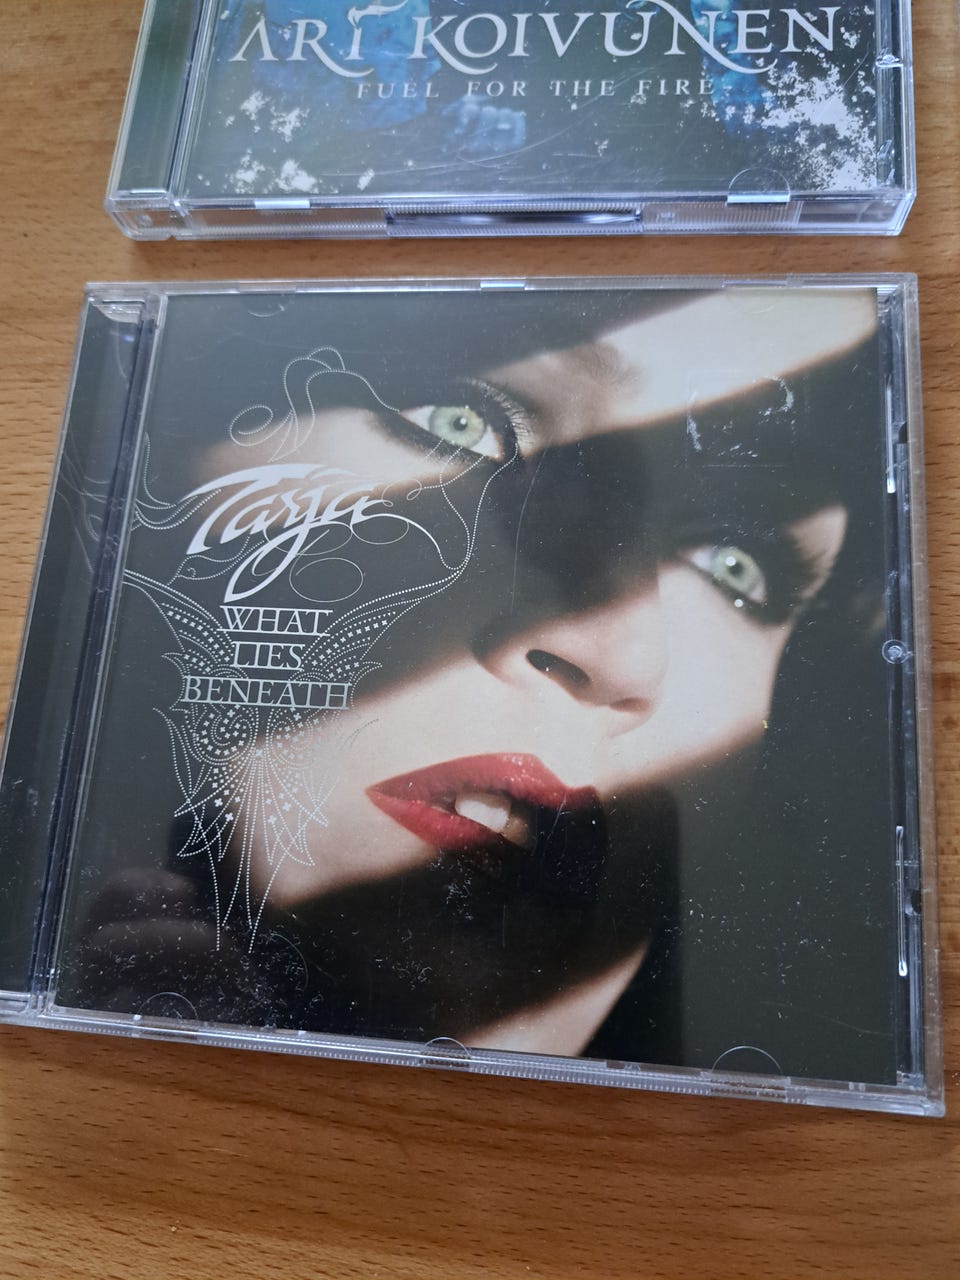 ARI KOIVUNEN
FUEL FOR THE FIRE
Tarja
WHAT
LIES
BENEATH